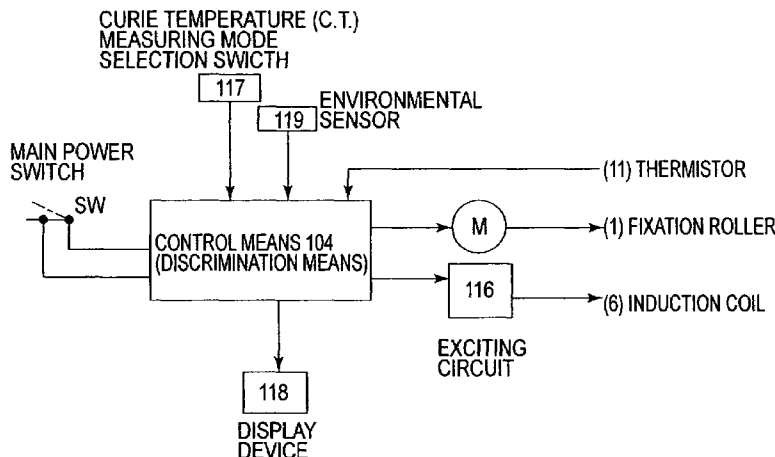 CURIE TEMPERATURE (C.T.)
MEASURING MODE
SELECTION SWICTH
117
ENVIRONMENTAL
SENSOR
119
MAIN POWER
SWITCH
SW
(11) THERMISTOR
CONTROL MEANS 104
(DISCRIMINATION MEANS)
M
(1) FIXATION ROLLER
116
(6) INDUCTION COIL
EXCITING
CIRCUIT
118
DISPLAY
DEVICE